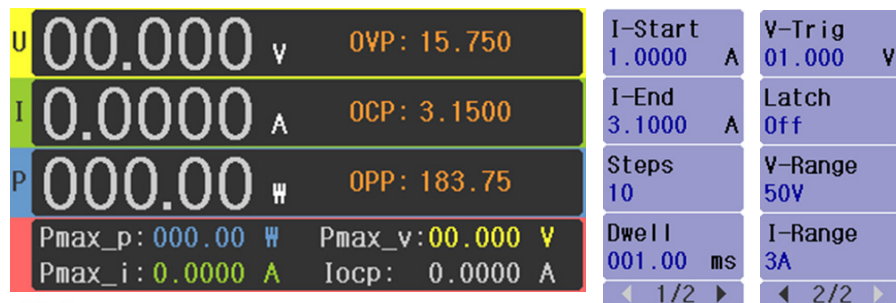 U 00.000 V OVP: 15.750
I 0.0000 A OCP: 3.1500
P 000.00 W OPP: 183.75
Pmax_p: 000.00 W Pmax_v: 00.000 V
Pmax_i: 0.0000 A Iocp: 0.0000 A
I-Start
1.0000 A
I-End
3.1000 A
Steps
10
Dwell
001.00 ms
1/2
V-Trig
01.000 V
Latch
Off
V-Range
50V
I-Range
3A
2/2